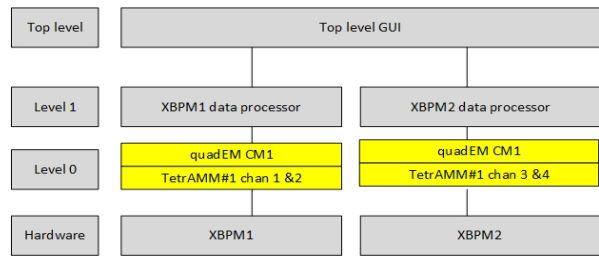 Top level
Top level GUI
Level 1
XBPM1 data processor
XBPM2 data processor
Level 0
quadEM CM1
TetrAMM#1 chan 1 &2
quadEM CM1
TetrAMM#1 chan 3 &4
Hardware
XBPM1
XBPM2